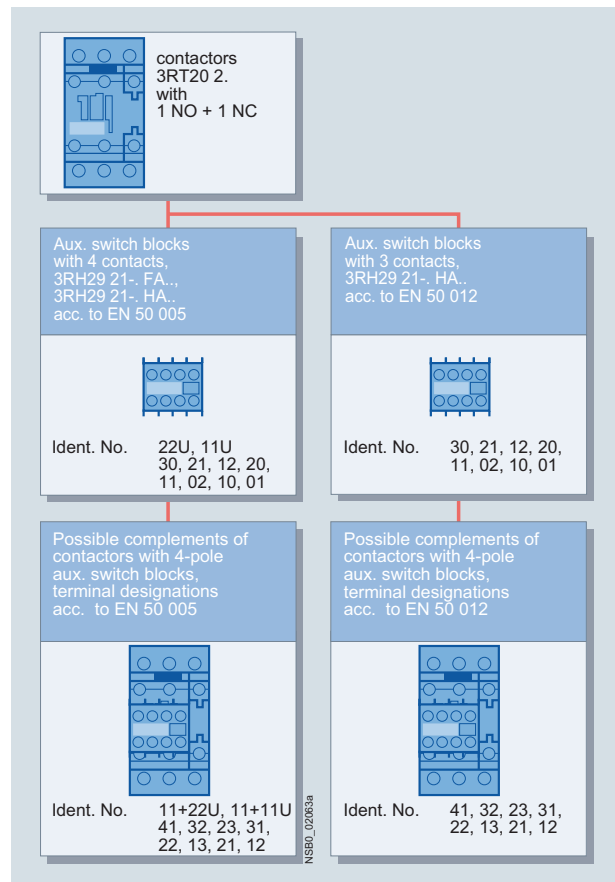 contactors
3RT20 2.
with
1 NO + 1 NC
Aux. switch blocks
with 4 contacts,
3RH29 21-. FA..,
3RH29 21-. HA..
acc. to EN 50 005
Ident. No. 22U, 11U
30, 21, 12, 20,
11, 02, 10, 01
Aux. switch blocks
with 3 contacts,
3RH29 21-. HA..
acc. to EN 50 012
Ident. No. 30, 21, 12, 20,
11, 02, 10, 01
Possible complements of
contactors with 4-pole
aux. switch blocks,
terminal designations
acc. to EN 50 005
Ident. No. 11+22U, 11+11U
41, 32, 23, 31,
22, 13, 21, 12
Possible complements of
contactors with 4-pole
aux. switch blocks,
terminal designations
acc. to EN 50 012
Ident. No. 41, 32, 23, 31,
22, 13, 21, 12
NSB0_02063a